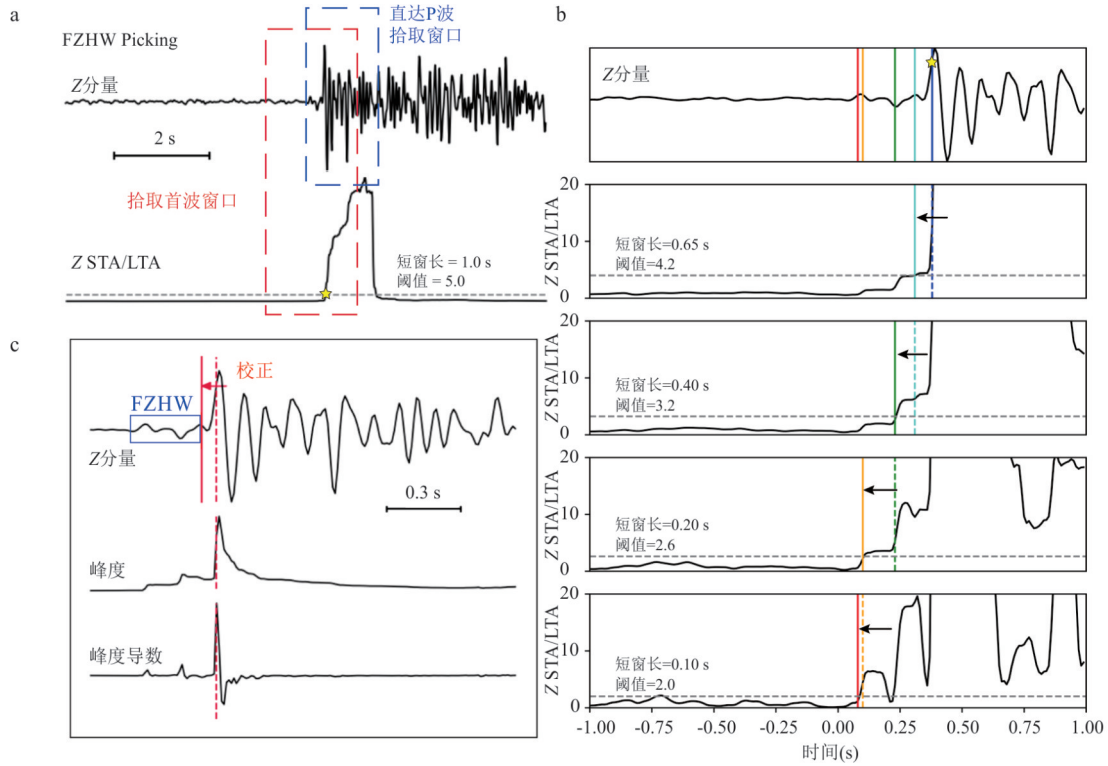 a
FZHW Picking
Z分量
直达P波
拾取窗口
2 s
拾取首波窗口
Z STA/LTA
短窗长 = 1.0 s
阈值 = 5.0
b
Z分量
20
10
0
Z STA/LTA
短窗长=0.65 s
阈值=4.2
20
10
0
Z STA/LTA
短窗长=0.40 s
阈值=3.2
20
10
0
Z STA/LTA
短窗长=0.20 s
阈值=2.6
20
10
0
Z STA/LTA
短窗长=0.10 s
阈值=2.0
-1.00 -0.75 -0.50 -0.25 0.00 0.25 0.50 0.75 1.00
时间(s)
c
校正
FZHW
Z分量
0.3 s
峰度
峰度导数